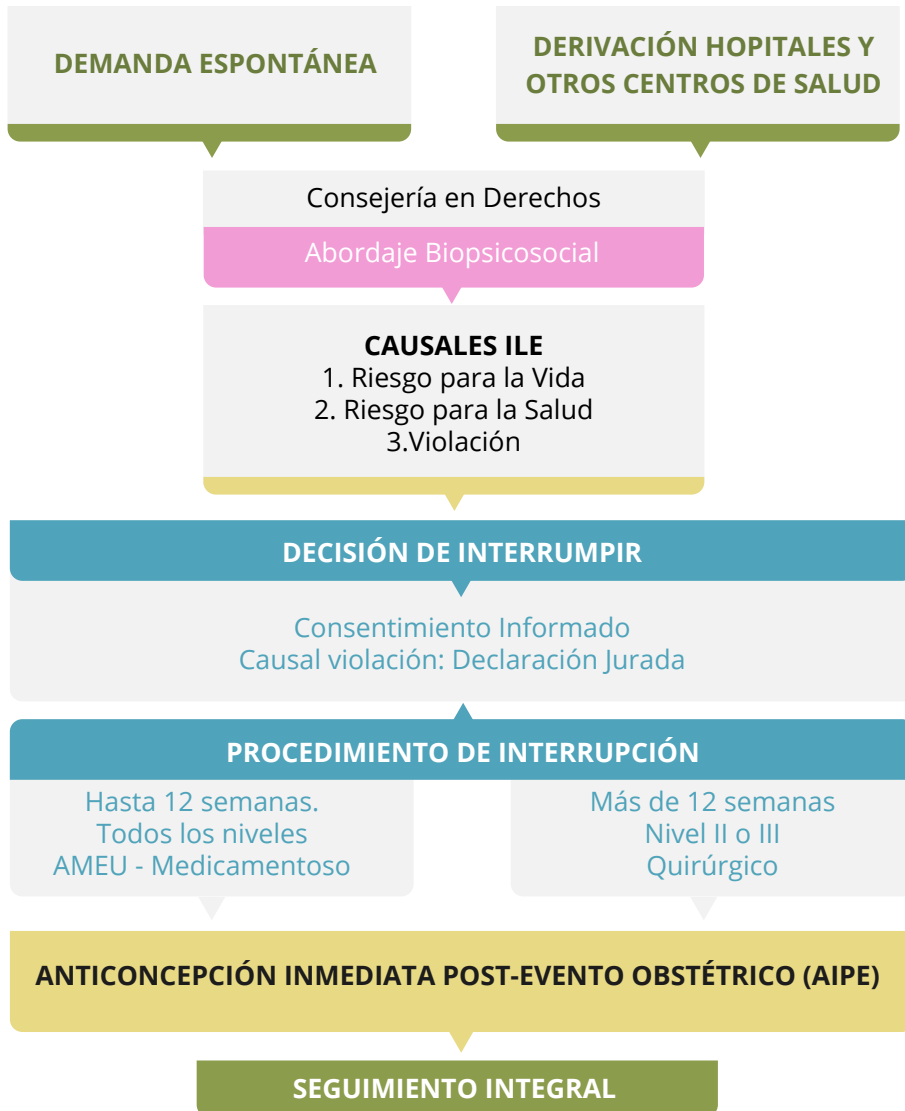 DEMANDA ESPONTÁNEA
DERIVACIÓN HOPITALES Y
OTROS CENTROS DE SALUD
Consejería en Derechos
Abordaje Biopsicosocial
CAUSALES ILE
1. Riesgo para la Vida
2. Riesgo para la Salud
3.Violación
DECISIÓN DE INTERRUMPIR
Consentimiento Informado
Causal violación: Declaración Jurada
PROCEDIMIENTO DE INTERRUPCIÓN
Hasta 12 semanas.
Todos los niveles
AMEU - Medicamentoso
Más de 12 semanas
Nivel II o III
Quirúrgico
ANTICONCEPCIÓN INMEDIATA POST-EVENTO OBSTÉTRICO (AIPE)
SEGUIMIENTO INTEGRAL